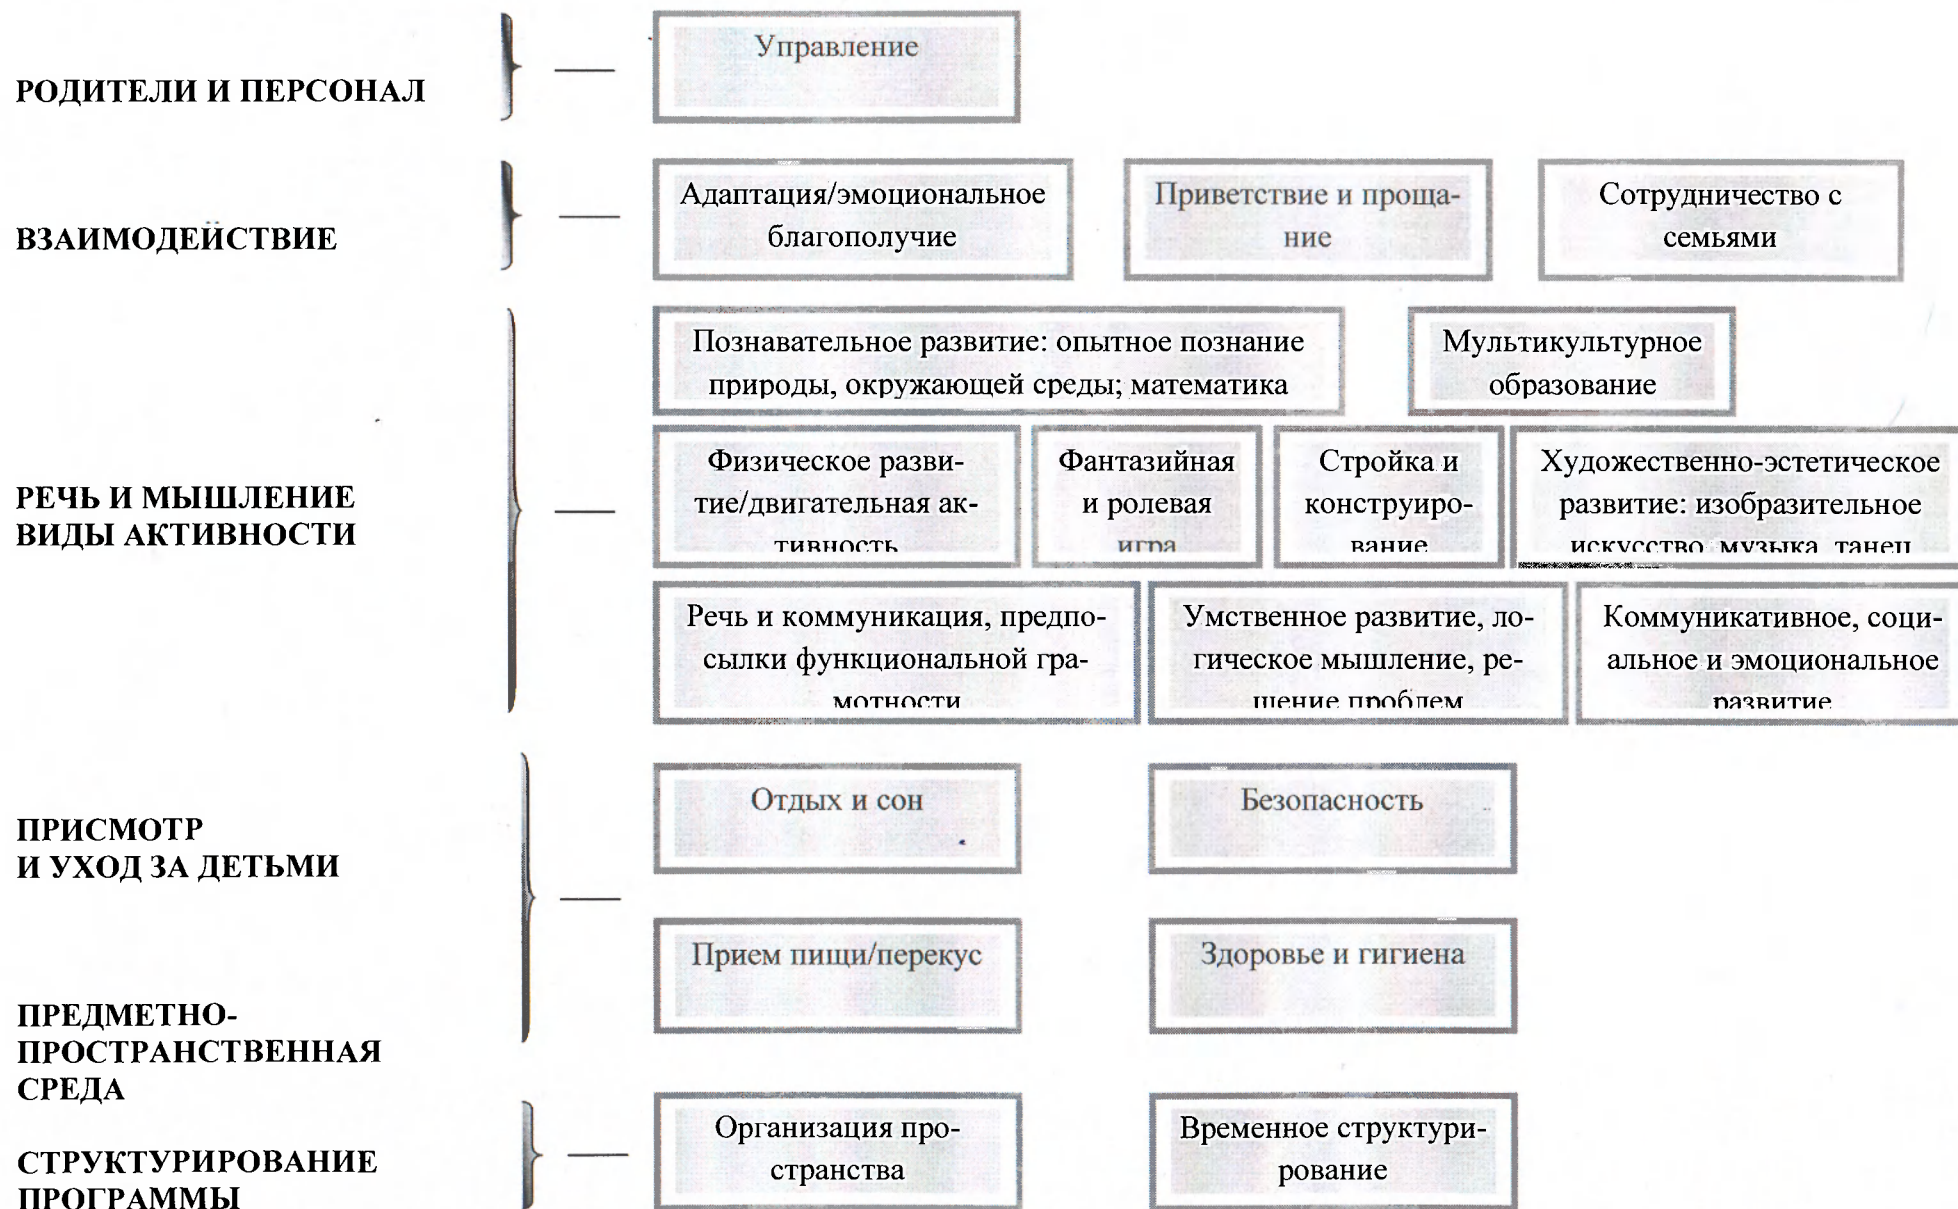 РОДИТЕЛИ И ПЕРСОНАЛ
Управление
ВЗАИМОДЕЙСТВИЕ
Адаптация/эмоциональное
благополучие
Приветствие и проща-
ние
Сотрудничество с
семьями
РЕЧЬ И МЫШЛЕНИЕ
ВИДЫ АКТИВНОСТИ
Познавательное развитие: опытное познание
природы, окружающей среды; математика
Мультикультурное
образование
Физическое разви-
тие/двигательная ак-
тивность
Фантазийная
и ролевая
игра
Стройка и
конструиро-
вание
Художественно-эстетическое
развитие: изобразительное
искусство, музыка, танец
Речь и коммуникация, предпо-
сылки функциональной гра-
мотности
Умственное развитие, ло-
гическое мышление, ре-
шение проблем
Коммуникативное, соци-
альное и эмоциональное
развитие
ПРИСМОТР
И УХОД ЗА ДЕТЬМИ
Отдых и сон
Безопасность
Прием пищи/перекус
Здоровье и гигиена
ПРЕДМЕТНО-
ПРОСТРАНСТВЕННАЯ
СРЕДА
СТРУКТУРИРОВАНИЕ
ПРОГРАММЫ
Организация про-
странства
Временное структури-
рование